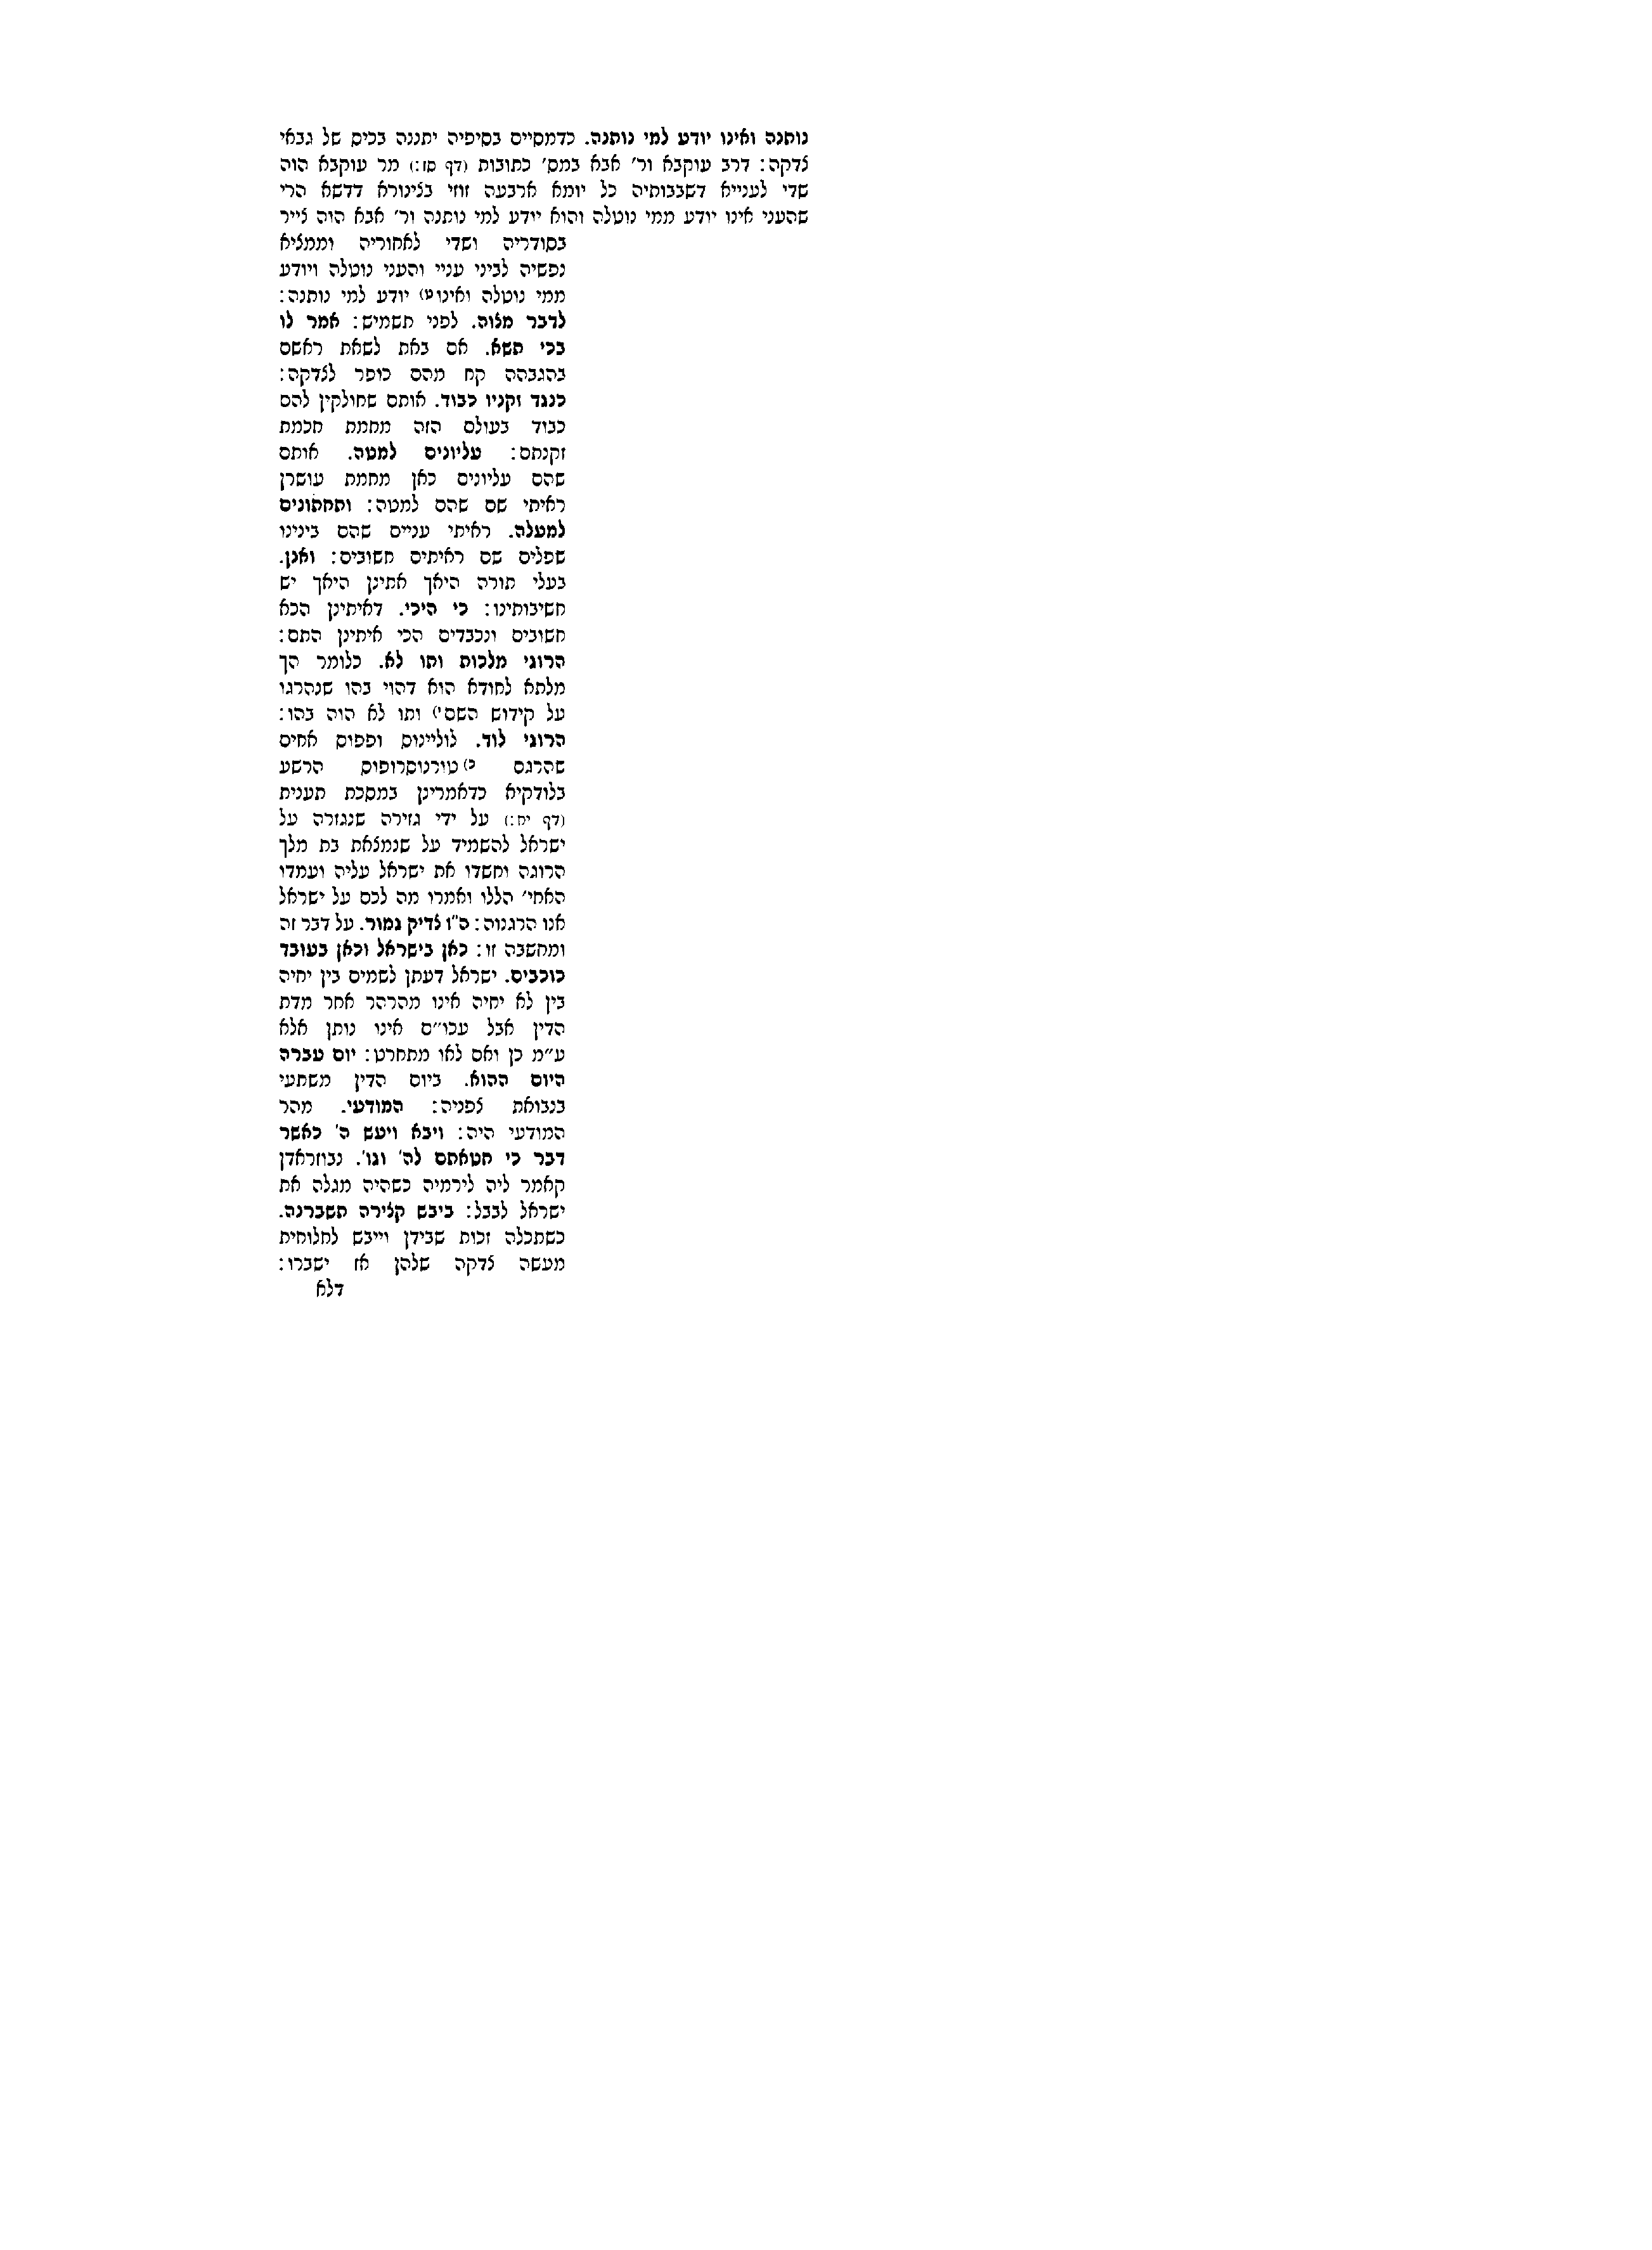 נותנה ואינו יודע למי נותנה. כדמסיים בסיפיה יתננה בכיס של גבאי
צדקה: דרב עוקבא ור׳ אבא במס׳ כתובות (דף סז:) מר עוקבא הוה
שדי לענייא דשבבותיה כל יומא ארבעה זוזי בצינורא דדשא הרי
שהעני אינו יודע ממי נוטלה והוא יודע למי נותנה ור׳ אבא הוה צייר
בסודריה ושדי לאחוריה וממציא
נפשיה לביני עניי והעני נוטלה ויודע
ממי נוטלה ואינו ט) יודע למי נותנה:
לדבר מצוה. לפני תשמיש: אמר לו
בכי תשא. אם באת לשאת ראשם
בהגבהה קח מהם כופר לצדקה:
כנגד זקניו כבוד. אותם שחולקין להם
כבוד בעולם הזה מחמת חכמת
זקנתם: עליונים למטה. אותם
שהם עליונים כאן מחמת עושרן
ראיתי שם שהם למטה: ותחתונים
למעלה. ראיתי עניים שהם בינינו
שפלים שם ראיתים חשובים: ואנן.
בעלי תורה היאך אתינן היאך יש
חשיבותינו: כי היכי. דאיתינן הכא
חשובים ונכבדים הכי איתינן התם:
הרוגי מלכות ותו לא. כלומר הך
מלתא לחודא הוא דהוי בהו שנהרגו
על קידוש השם י) ותו לא הוה בהו:
הרוגי לוד. לוליינוס ופפוס אחים
שהרגם כ) טורנוסרופוס הרשע
בלודקיא כדאמרינן במסכת תענית
(דף יח:) על ידי גזירה שנגזרה על
ישראל להשמיד על שנמצאת בת מלך
הרוגה וחשדו את ישראל עליה ועמדו
האחי׳ הללו ואמרו מה לכם על ישראל
אנו הרגנוה: ה״ז צדיק גמור. על דבר זה
ומחשבה זו: כאן בישראל וכאן בעובד
כוכבים. ישראל דעתן לשמים בין יחיה
בין לא יחיה אינו מהרהר אחר מדת
הדין אבל עכו״ם אינו נותן אלא
ע״מ כן ואם לאו מתחרט: יום עברה
היום ההוא. ביום הדין משתעי
בנבואת צפניה: המודעי. מהר
המודעי היה: ויבא ויעש ה׳ כאשר
דבר כי חטאתם לה׳ וגו׳. נבוזראדן
קאמר ליה לירמיה כשהיה מגלה את
ישראל לבבל: ביבש קצירה תשברנה.
כשתכלה זכות שבידן וייבש לחלוחית
מעשה צדקה שלהן אז ישברו:
דלא